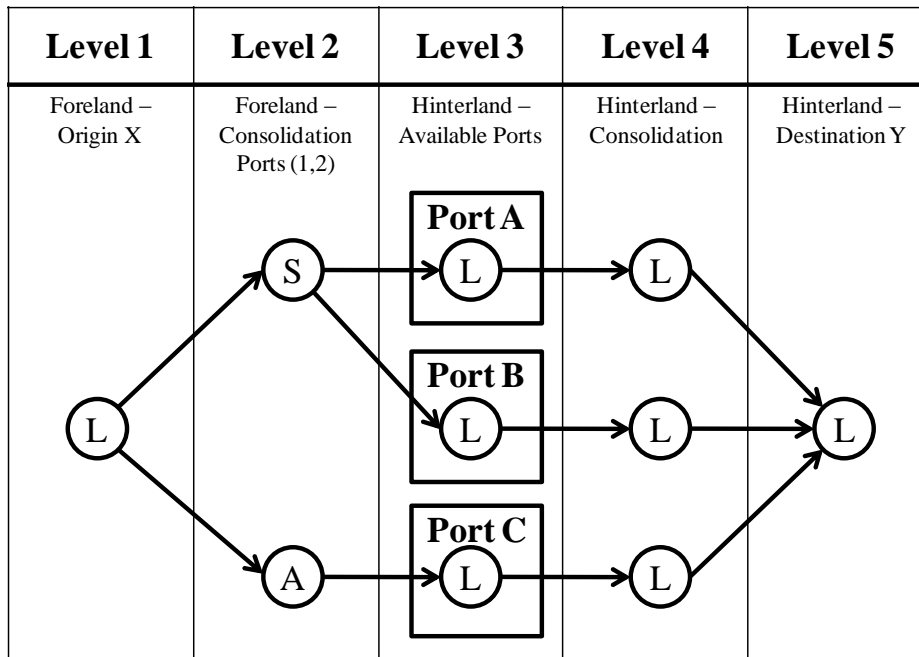 Level 1
Level 2
Level 3
Level 4
Level 5
Foreland –
Origin X
Foreland –
Consolidation
Ports (1,2)
Hinterland –
Available Ports
Hinterland –
Consolidation
Hinterland –
Destination Y
Port A
S
L
L
Port B
L
L
L
L
Port C
A
L
L